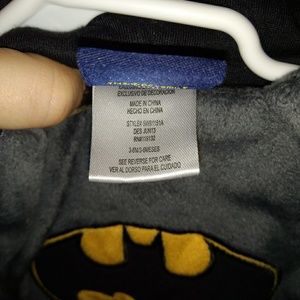 EXCLUSIVO DE DECORACION
MADE IN CHINA
HECHO EN CHINA
DES JUN13
3-6M/3-6MESES
SEE REVERSE FOR CARE
VER AL DORSO PARA EL CUIDADO